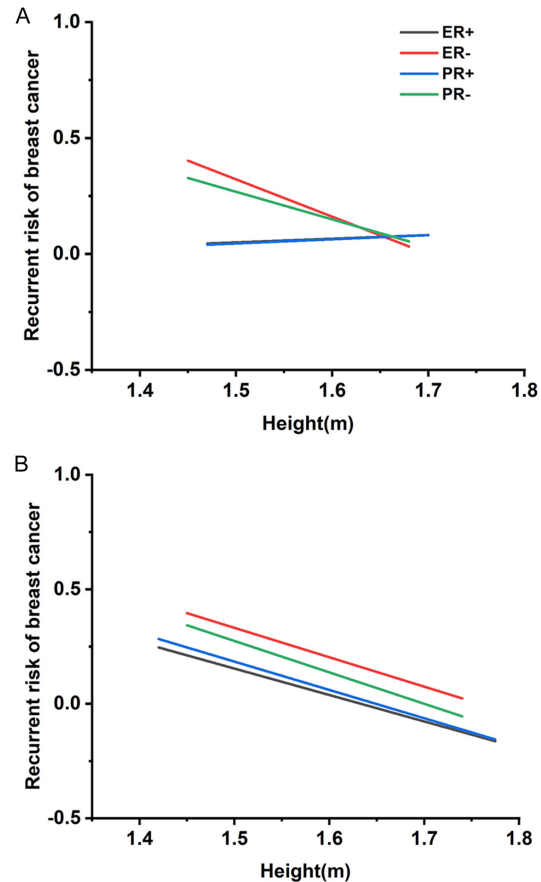 A
ER+
ER-
PR+
PR-
Recurrent risk of breast cancer
1.0
0.5
0.0
-0.5
1.4 1.5 1.6 1.7 1.8
Height(m)
B
Recurrent risk of breast cancer
1.0
0.5
0.0
-0.5
1.4 1.5 1.6 1.7 1.8
Height(m)